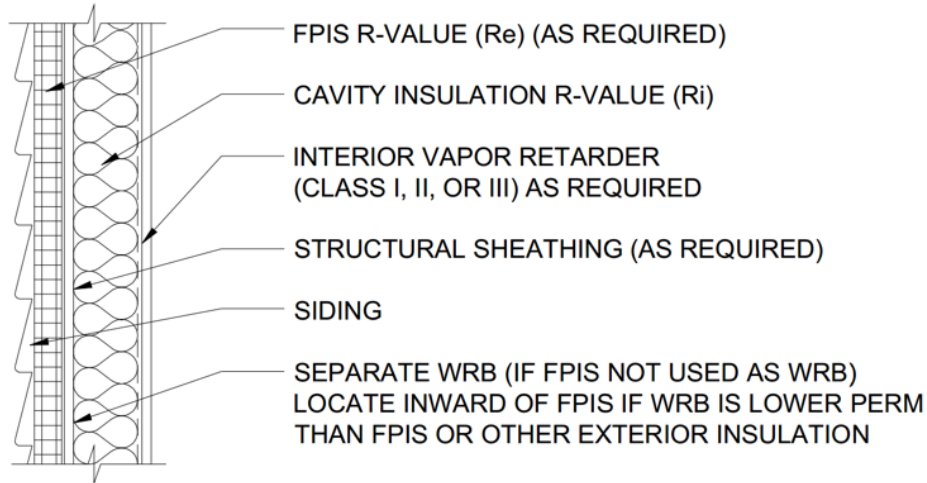 FPIS R-VALUE (Re) (AS REQUIRED)
CAVITY INSULATION R-VALUE (Ri)
INTERIOR VAPOR RETARDER
(CLASS I, II, OR III) AS REQUIRED
STRUCTURAL SHEATHING (AS REQUIRED)
SIDING
SEPARATE WRB (IF FPIS NOT USED AS WRB)
LOCATE INWARD OF FPIS IF WRB IS LOWER PERM
THAN FPIS OR OTHER EXTERIOR INSULATION